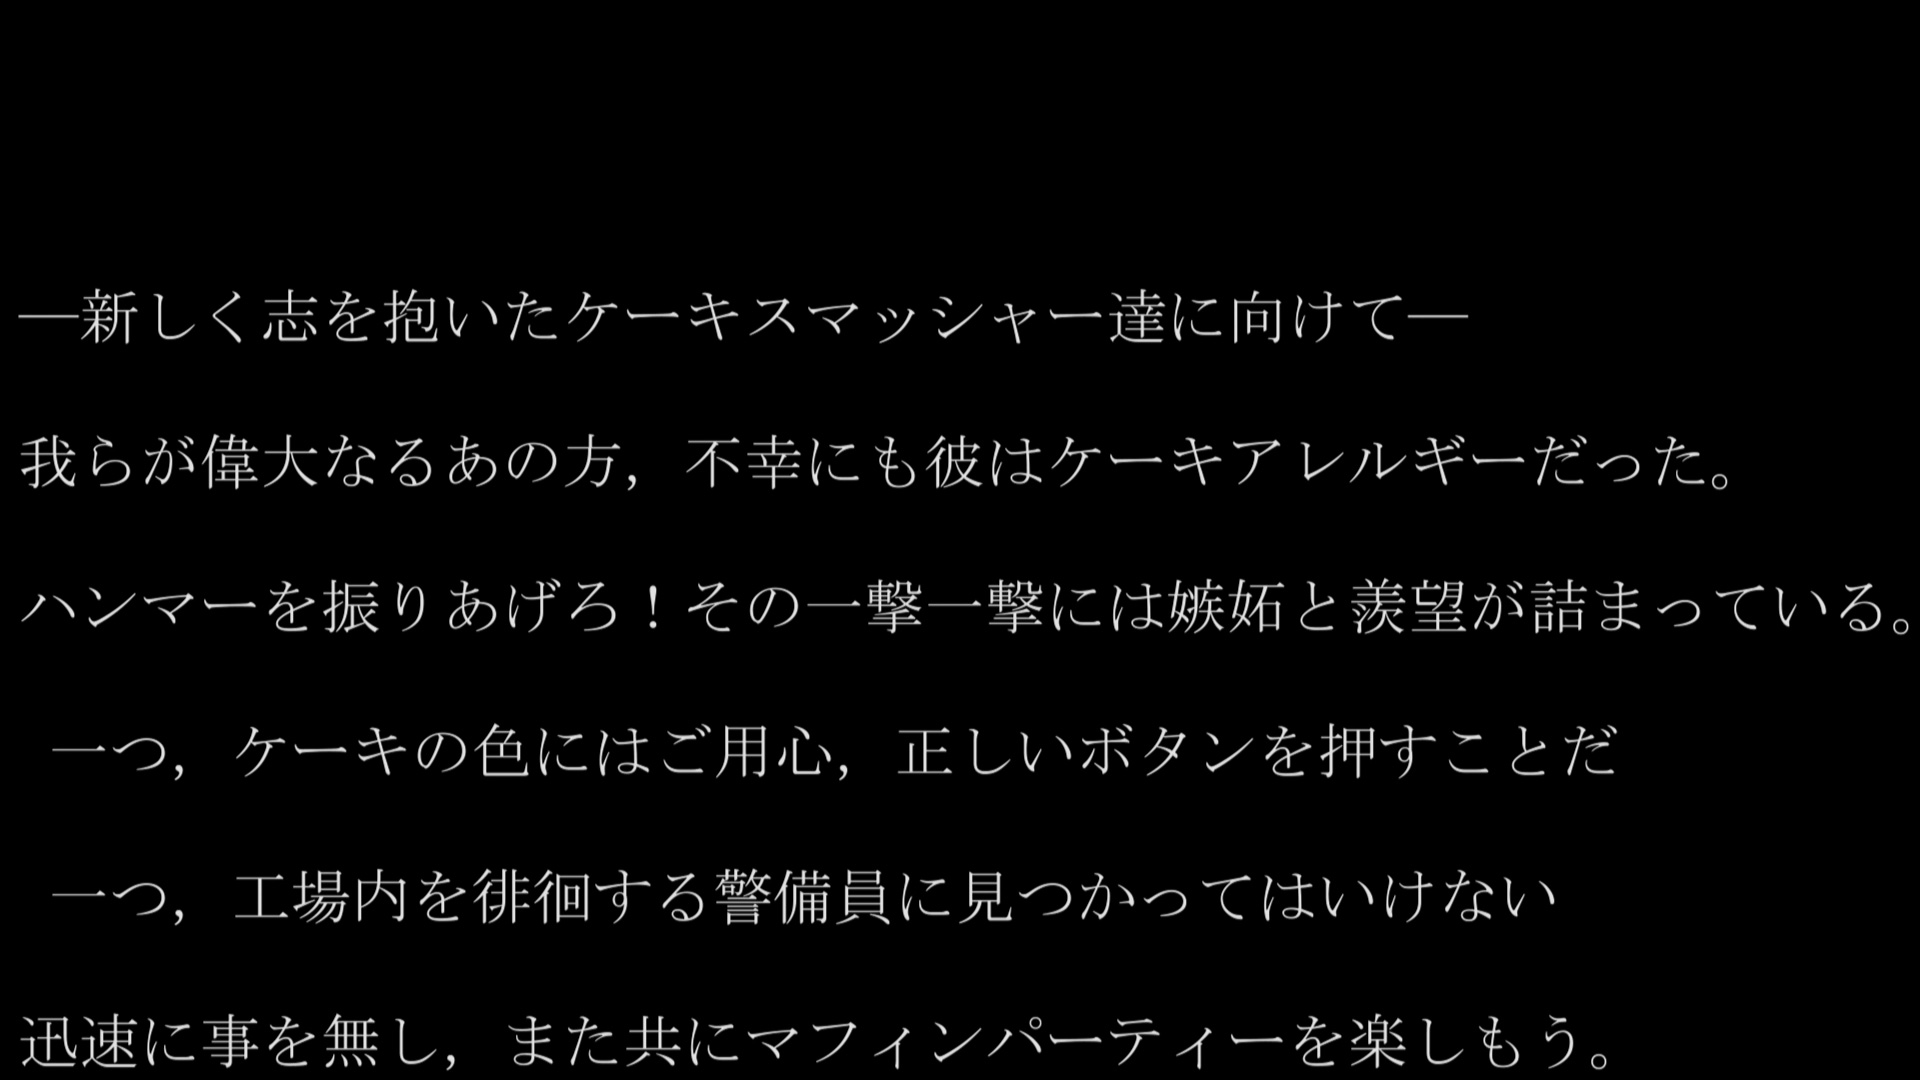 ―新しく志を抱いたケーキスマッシャー達に向けて―
我らが偉大なるあの方，不幸にも彼はケーキアレルギーだった。
ハンマーを振りあげろ！その一撃一撃には嫉妬と羨望が詰まっている。
一つ，ケーキの色にはご用心，正しいボタンを押すことだ
一つ，工場内を徘徊する警備員に見つかってはいけない
迅速に事を無し，また共にマフィンパーティーを楽しもう。